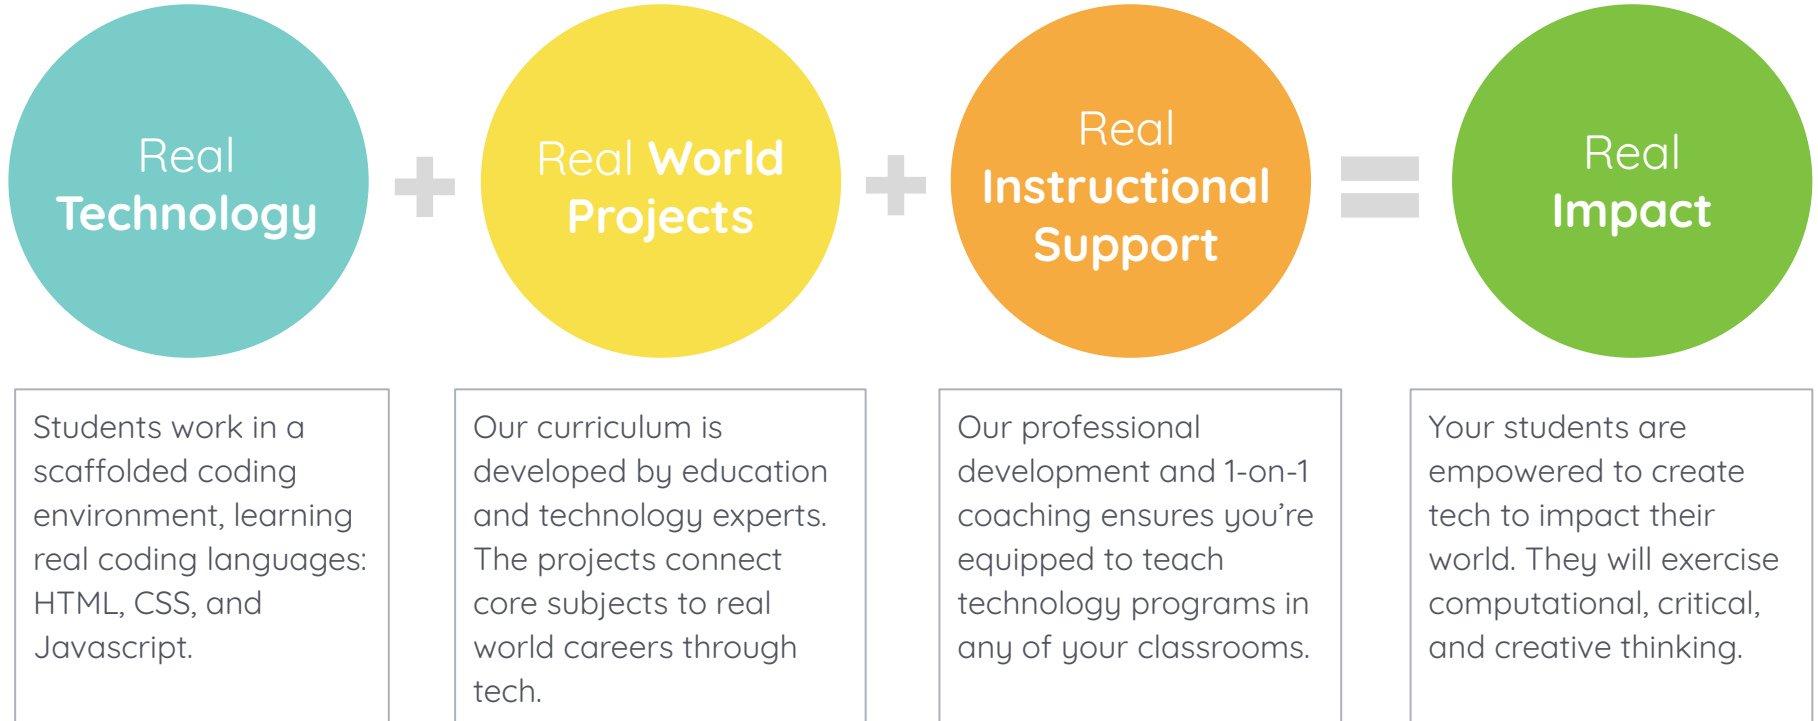 Real
Technology
+
Real World
Projects
+
Real
Instructional
Support
=
Real
Impact
Students work in a
scaffolded coding
environment, learning
real coding languages:
HTML, CSS, and
Javascript.
Our curriculum is
developed by education
and technology experts.
The projects connect
core subjects to real
world careers through
tech.
Our professional
development and 1-on-1
coaching ensures you’re
equipped to teach
technology programs in
any of your classrooms.
Your students are
empowered to create
tech to impact their
world. They will exercise
computational, critical,
and creative thinking.